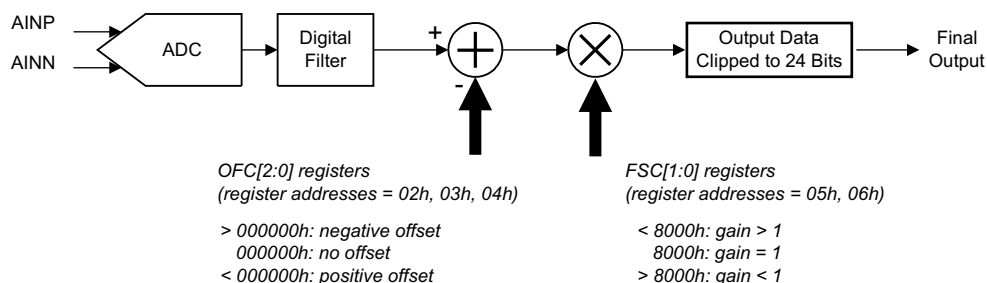 AINP
AINN
ADC
Digital
Filter
+
-
Output Data
Clipped to 24 Bits
Final
Output
OFC[2:0] registers
(register addresses = 02h, 03h, 04h)
> 000000h: negative offset
000000h: no offset
< 000000h: positive offset
FSC[1:0] registers
(register addresses = 05h, 06h)
< 8000h: gain > 1
8000h: gain = 1
> 8000h: gain < 1